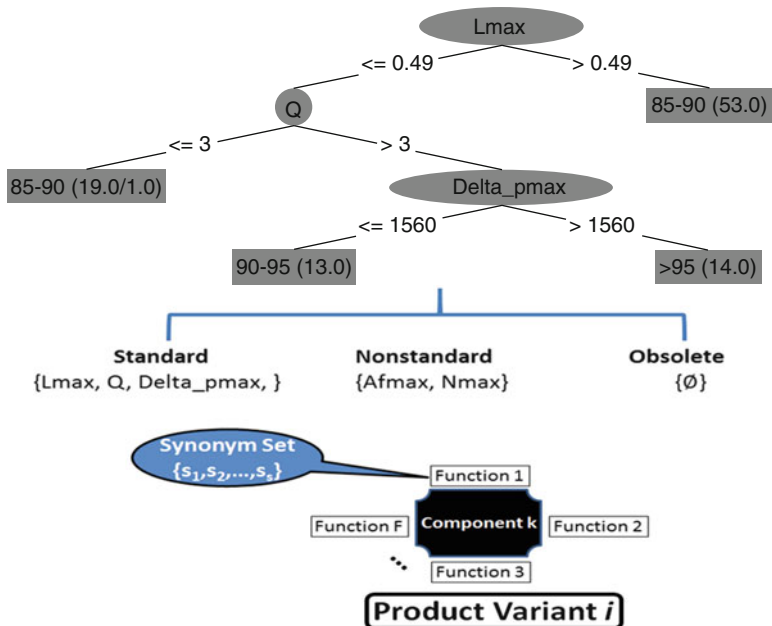 Lmax
<= 0.49
> 0.49
Q
85-90 (53.0)
<= 3
> 3
85-90 (19.0/1.0)
Delta_pmax
<= 1560
> 1560
90-95 (13.0)
>95 (14.0)
Standard
Nonstandard
Obsolete
{Lmax, Q, Delta_pmax, }
{Afmax, Nmax}
{Ø}
Synonym Set
{s₁,s₂,...,sₛ}
Function 1
Function F
Component k
Function 2
...
Function 3
Product Variant i